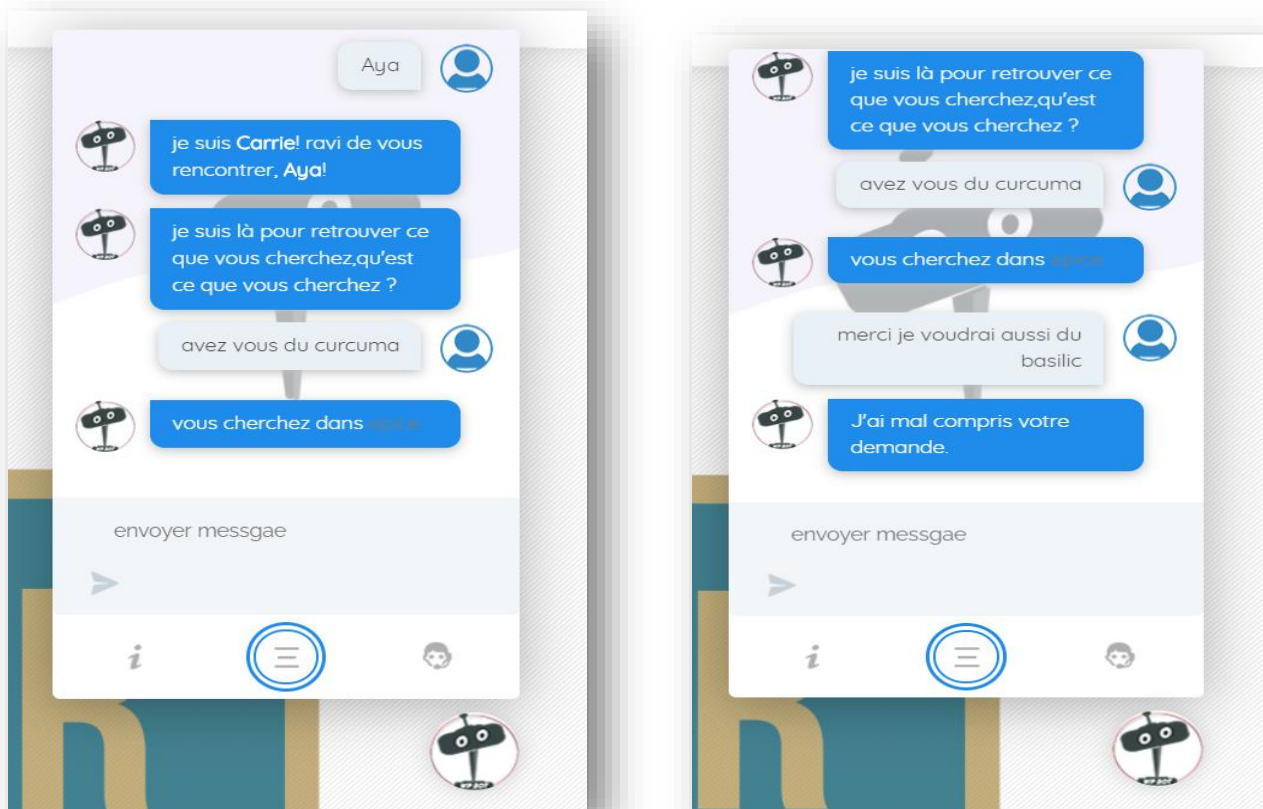 Aya
je suis Carrie! ravi de vous
rencontrer, Aya!
je suis là pour retrouver ce
que vous cherchez,qu'est
ce que vous cherchez ?
avez vous du curcuma
vous cherchez dans epice
envoyer messgae
je suis là pour retrouver ce
que vous cherchez,qu'est
ce que vous cherchez ?
avez vous du curcuma
vous cherchez dans epice
merci je voudrai aussi du
basilic
J'ai mal compris votre
demande.
envoyer messgae